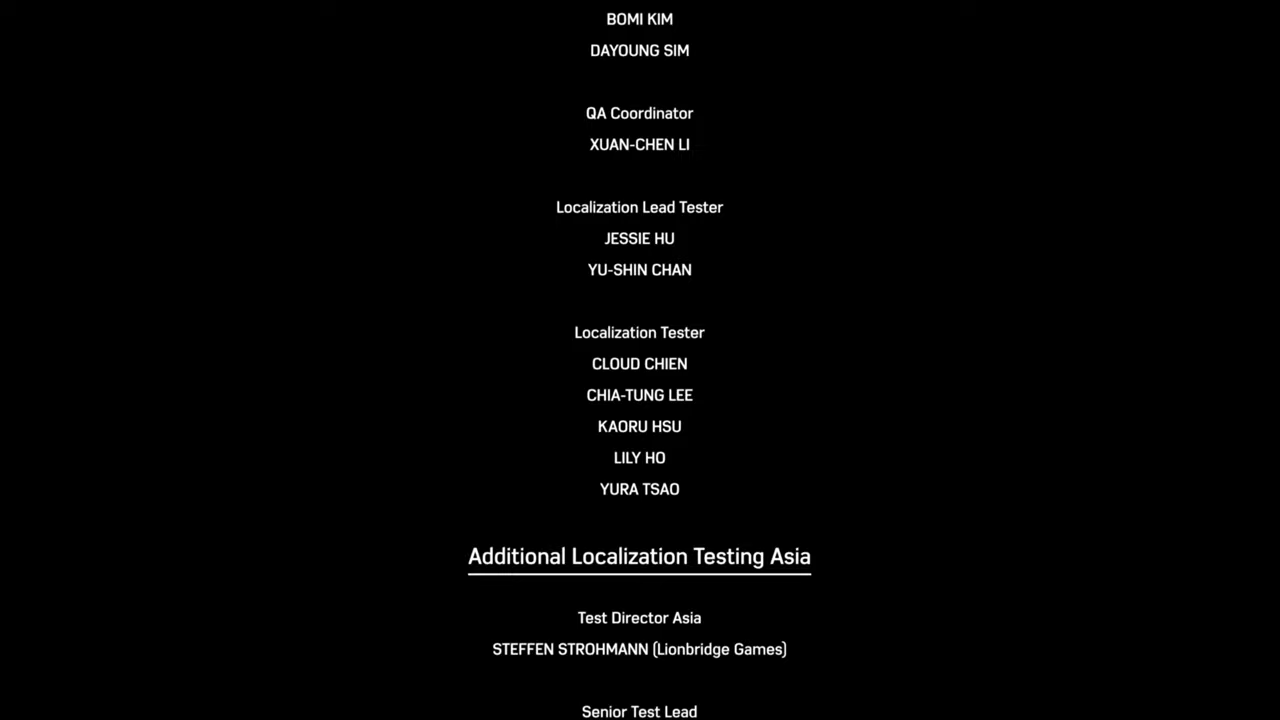 BOMI KIM
DAYOUNG SIM
QA Coordinator
XUAN-CHEN LI
Localization Lead Tester
JESSIE HU
YU-SHIN CHAN
Localization Tester
CLOUD CHIEN
CHIA-TUNG LEE
KAORU HSU
LILY HO
YURA TSAO
Additional Localization Testing Asia
Test Director Asia
STEFFEN STROHMANN (Lionbridge Games)
Senior Test Lead